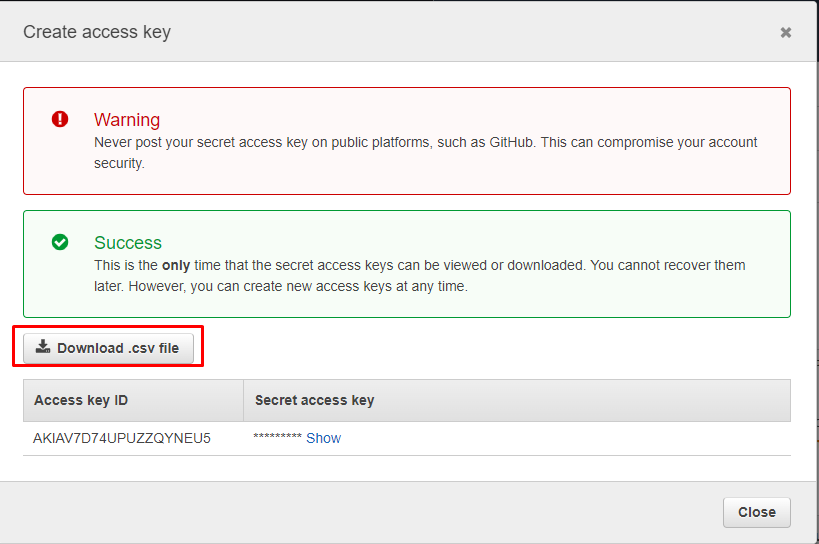 Create access key
Warning
Never post your secret access key on public platforms, such as GitHub. This can compromise your account
security.
Success
This is the only time that the secret access keys can be viewed or downloaded. You cannot recover them
later. However, you can create new access keys at any time.
Download .csv file
Access key ID Secret access key
AKIAV7D74UPUZZQYNEU5 ********* Show
Close